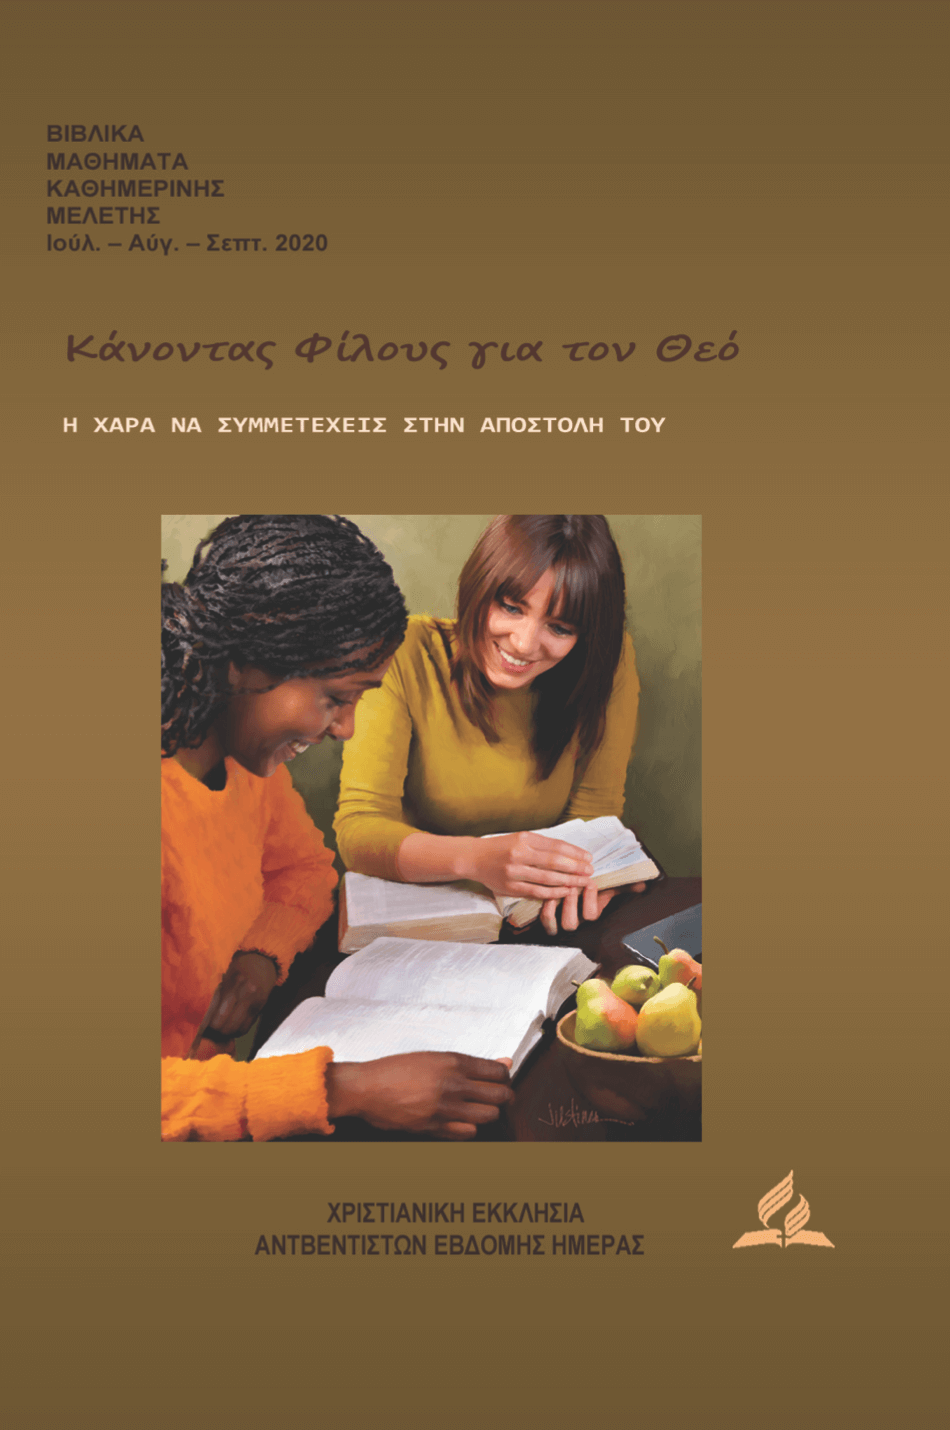 ΒΙΒΛΙΚΑ
ΜΑΘΗΜΑΤΑ
ΚΑΘΗΜΕΡΙΝΗΣ
ΜΕΛΕΤΗΣ
Ιούλ. – Αύγ. – Σεπτ. 2020
Κάνοντας Φίλους για τον Θεό
Η ΧΑΡΑ ΝΑ ΣΥΜΜΕΤΕΧΕΙΣ ΣΤΗΝ ΑΠΟΣΤΟΛΗ ΤΟΥ
ΧΡΙΣΤΙΑΝΙΚΗ ΕΚΚΛΗΣΙΑ
ΑΝΤΒΕΝΤΙΣΤΩΝ ΕΒΔΟΜΗΣ ΗΜΕΡΑΣ